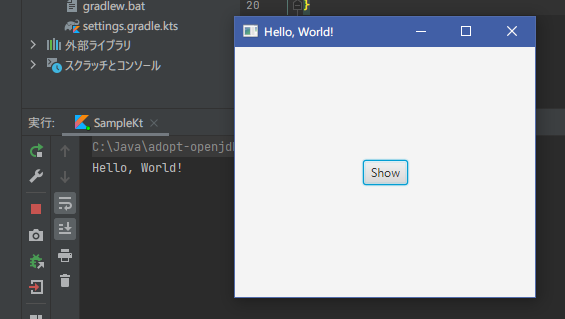 gradlew.bat
settings.gradle.kts
外部ライブラリ
スクラッチとコンソール
20
}
Hello, World!
Show
実行:
SampleKt
C:\Java\adopt-openjd
Hello, World!